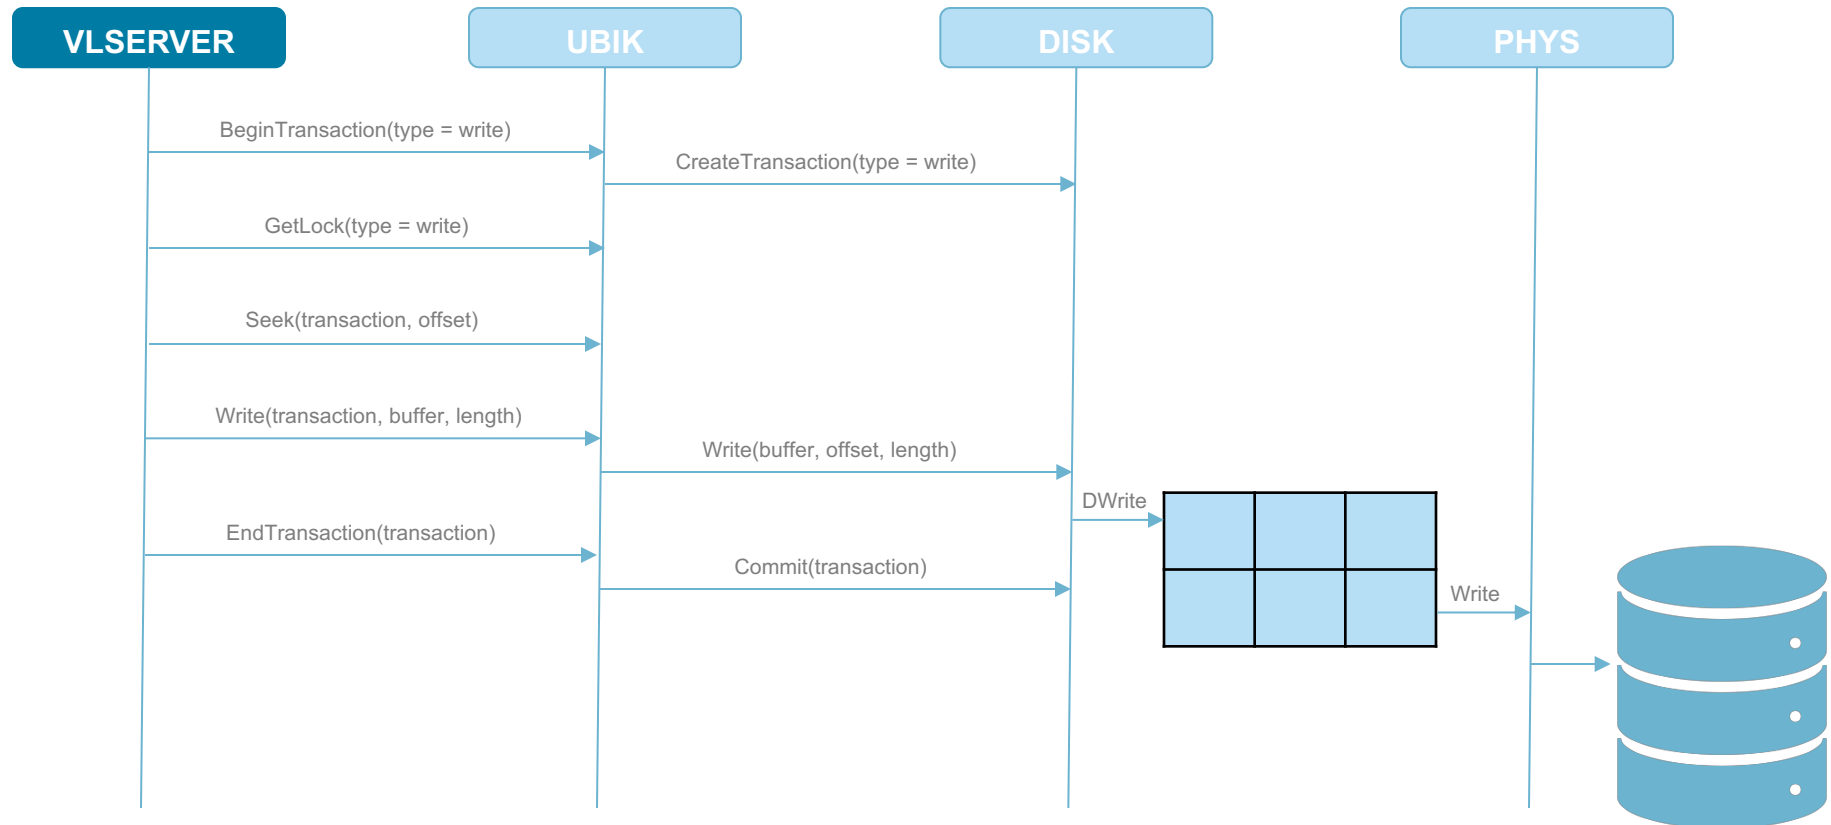 VLSERVER
UBIK
DISK
PHYS
BeginTransaction(type = write)
CreateTransaction(type = write)
GetLock(type = write)
Seek(transaction, offset)
Write(transaction, buffer, length)
Write(buffer, offset, length)
DWrite
EndTransaction(transaction)
Commit(transaction)
Write